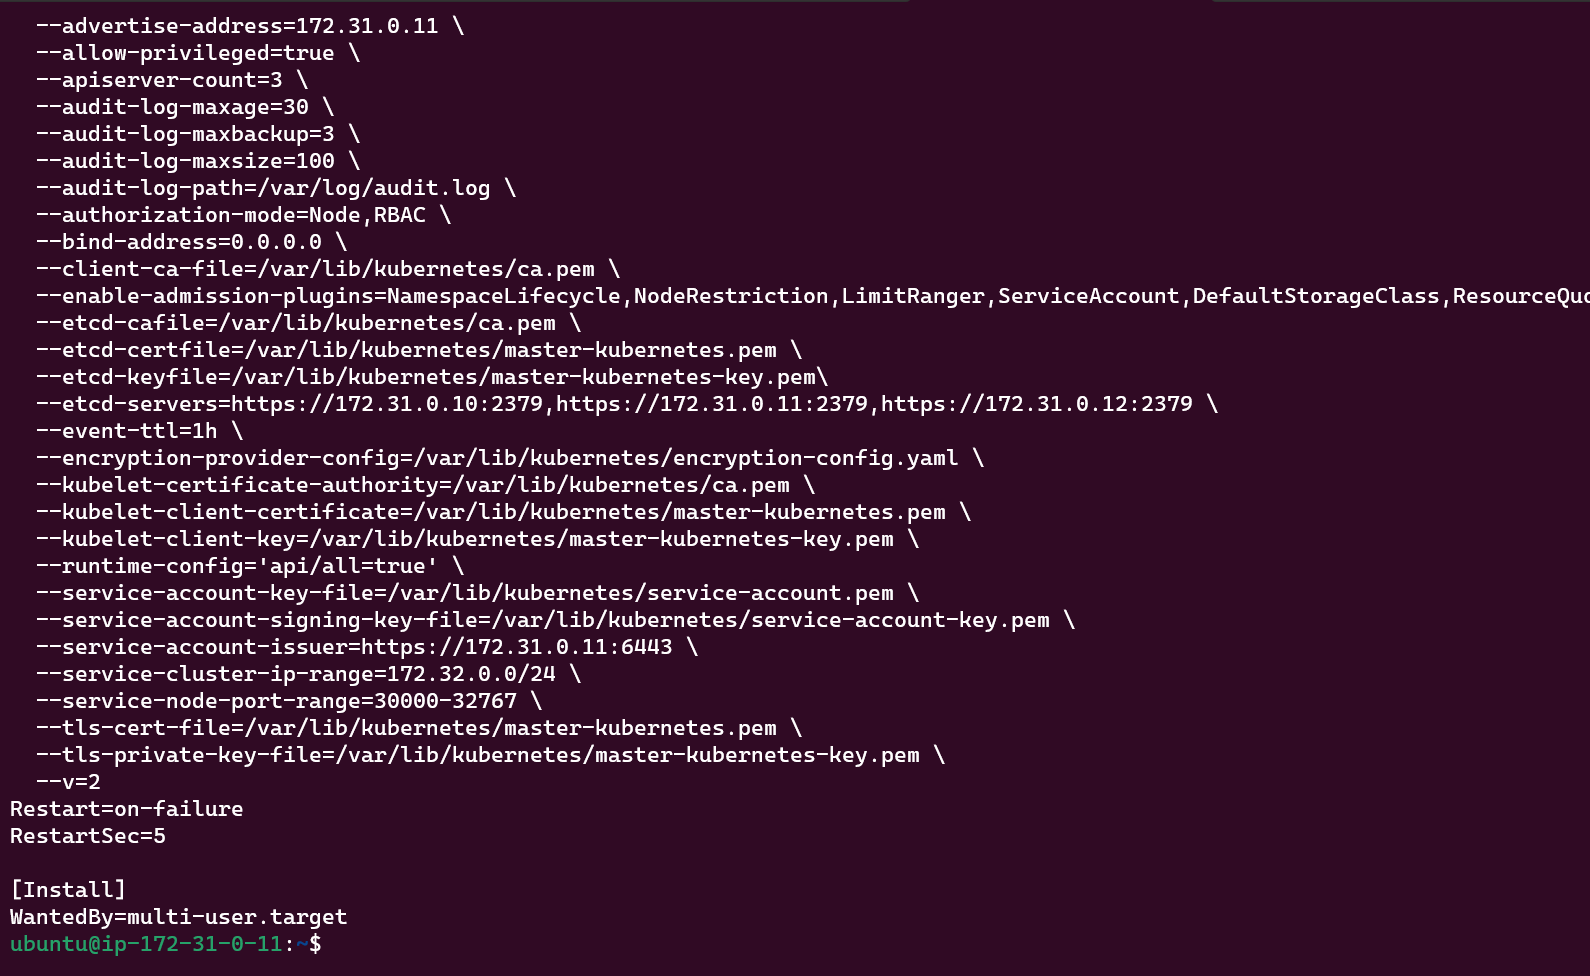 --advertise-address=172.31.0.11 \
--allow-privileged=true \
--apiserver-count=3 \
--audit-log-maxage=30 \
--audit-log-maxbackup=3 \
--audit-log-maxsize=100 \
--audit-log-path=/var/log/audit.log \
--authorization-mode=Node,RBAC \
--bind-address=0.0.0.0 \
--client-ca-file=/var/lib/kubernetes/ca.pem \
--enable-admission-plugins=NamespaceLifecycle,NodeRestriction,LimitRanger,ServiceAccount,DefaultStorageClass,ResourceQuo
--etcd-cafile=/var/lib/kubernetes/ca.pem \
--etcd-certfile=/var/lib/kubernetes/master-kubernetes.pem \
--etcd-keyfile=/var/lib/kubernetes/master-kubernetes-key.pem\
--etcd-servers=https://172.31.0.10:2379,https://172.31.0.11:2379,https://172.31.0.12:2379 \
--event-ttl=1h \
--encryption-provider-config=/var/lib/kubernetes/encryption-config.yaml \
--kubelet-certificate-authority=/var/lib/kubernetes/ca.pem \
--kubelet-client-certificate=/var/lib/kubernetes/master-kubernetes.pem \
--kubelet-client-key=/var/lib/kubernetes/master-kubernetes-key.pem \
--runtime-config='api/all=true' \
--service-account-key-file=/var/lib/kubernetes/service-account.pem \
--service-account-signing-key-file=/var/lib/kubernetes/service-account-key.pem \
--service-account-issuer=https://172.31.0.11:6443 \
--service-cluster-ip-range=172.32.0.0/24 \
--service-node-port-range=30000-32767 \
--tls-cert-file=/var/lib/kubernetes/master-kubernetes.pem \
--tls-private-key-file=/var/lib/kubernetes/master-kubernetes-key.pem \
--v=2
Restart=on-failure
RestartSec=5
[Install]
WantedBy=multi-user.target
ubuntu@ip-172-31-0-11:~$